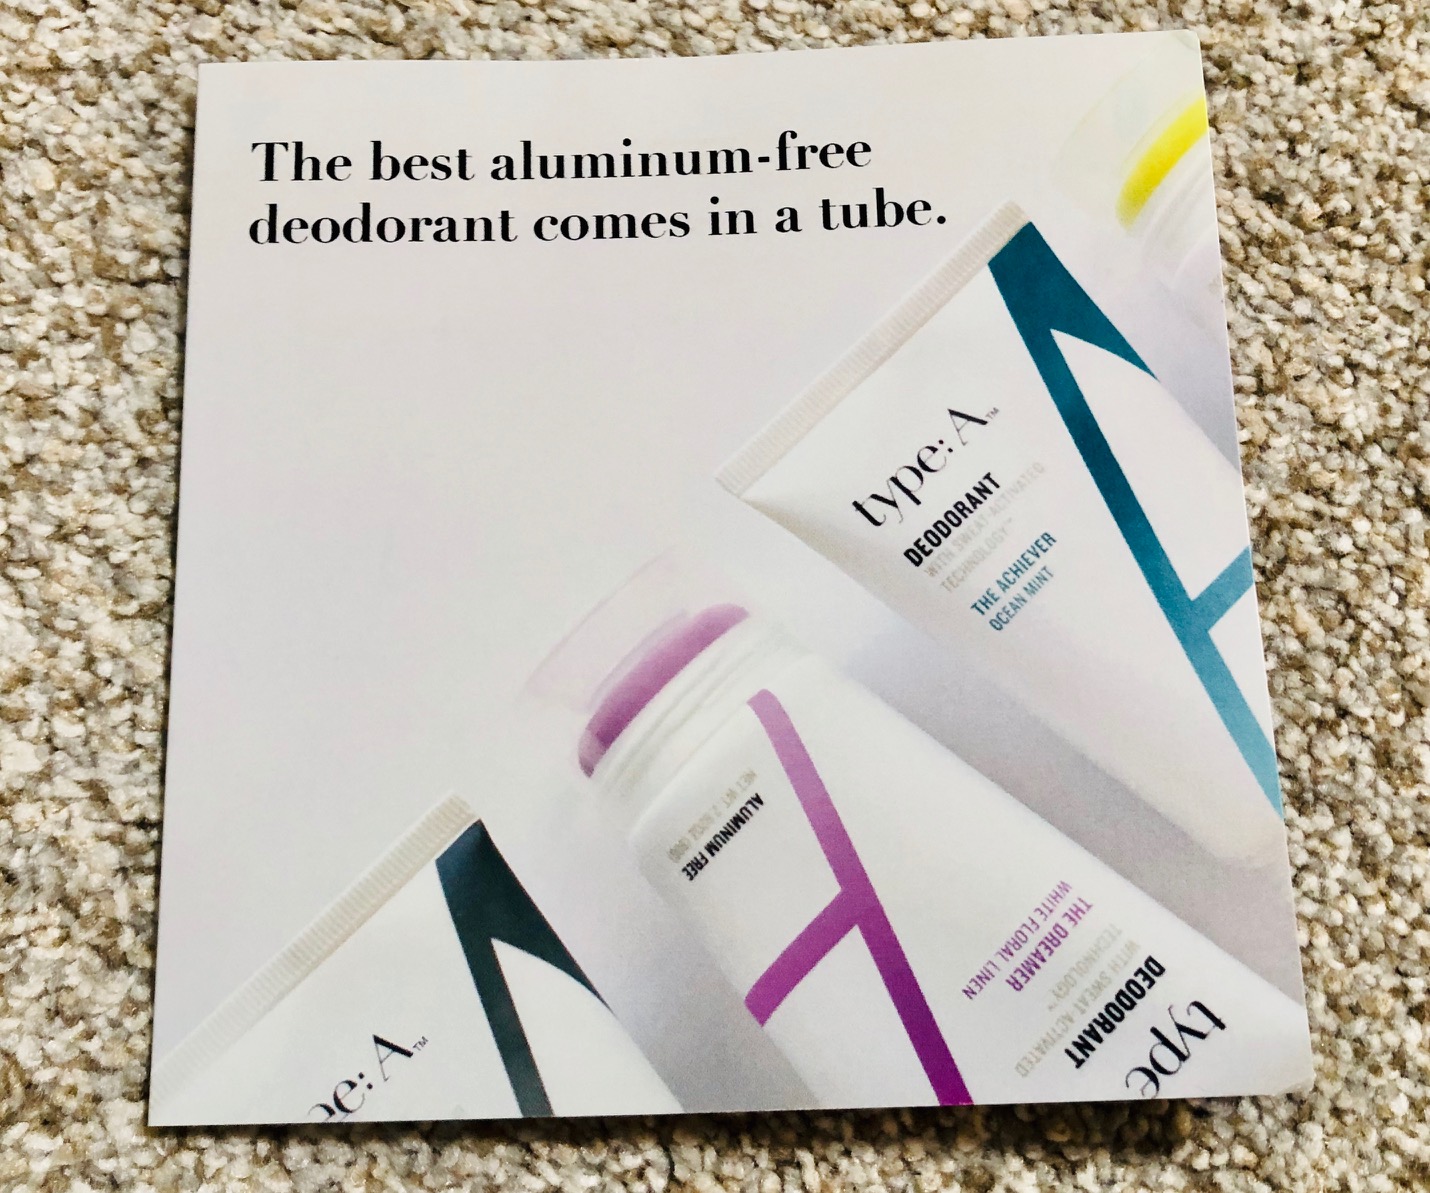 The best aluminum-free
deodorant comes in a tube.
type: A™
DEODORANT
WITH SWEAT-ACTIVATED
TECHNOLOGY™
THE ACHIEVER
OCEAN MINT
type
DEODORANT
WITH SWEAT ACTIVATED
TECHNOLOGY™
THE DREAMER
WHITE FLORAL LINEN
ALUMINUM FREE
pe: A™